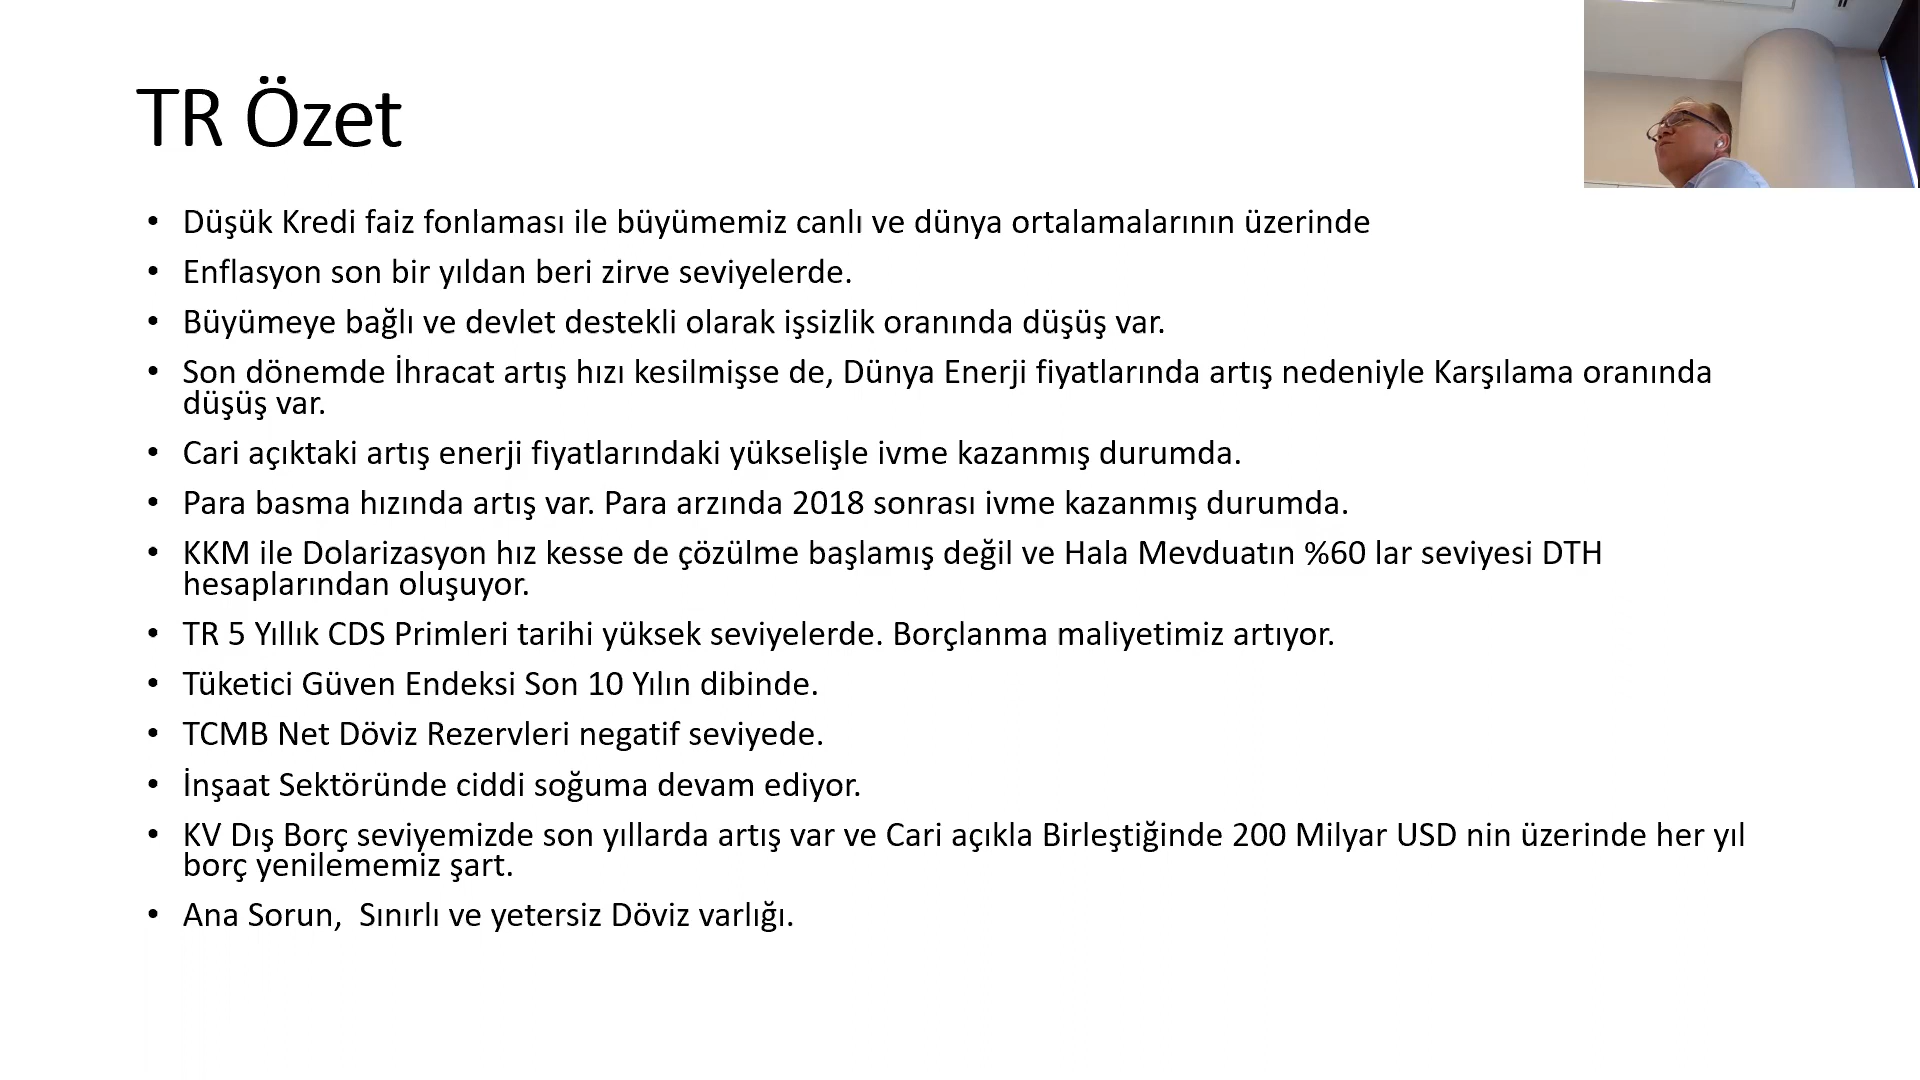 TR Özet
• Düşük Kredi faiz fonlaması ile büyümemiz canlı ve dünya ortalamalarının üzerinde
• Enflasyon son bir yıldan beri zirve seviyelerde.
• Büyümeye bağlı ve devlet destekli olarak işsizlik oranında düşüş var.
• Son dönemde İhracat artış hızı kesilmişse de, Dünya Enerji fiyatlarında artış nedeniyle Karşılama oranında
düşüş var.
• Cari açıktaki artış enerji fiyatlarındaki yükselişle ivme kazanmış durumda.
• Para basma hızında artış var. Para arzında 2018 sonrası ivme kazanmış durumda.
• KKM ile Dolarizasyon hız kesse de çözülme başlamış değil ve Hala Mevduatın %60 lar seviyesi DTH
hesaplarından oluşuyor.
• TR 5 Yıllık CDS Primleri tarihi yüksek seviyelerde. Borçlanma maliyetimiz artıyor.
• Tüketici Güven Endeksi Son 10 Yılın dibinde.
• TCMB Net Döviz Rezervleri negatif seviyede.
• İnşaat Sektöründe ciddi soğuma devam ediyor.
• KV Dış Borç seviyemizde son yıllarda artış var ve Cari açıkla Birleştiğinde 200 Milyar USD nin üzerinde her yıl
borç yenilememiz şart.
• Ana Sorun,  Sınırlı ve yetersiz Döviz varlığı.